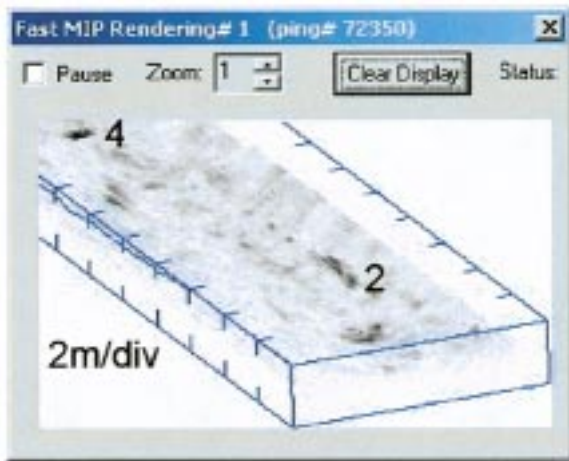 Fast MIP Rendering# 1 (ping# 72350)
Pause Zoom: 1 Clear Display Status:
4
2
2m/div